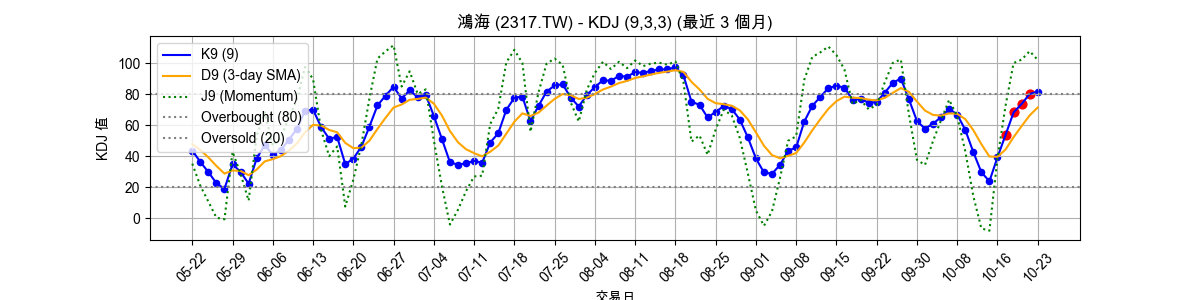 鴻海 (2317.TW) - KDJ (9,3,3) (最近 3 個月)
KDJ 值
100
80
60
40
20
0
K9 (9)
D9 (3-day SMA)
J9 (Momentum)
Overbought (80)
Oversold (20)
05-22 05-29 06-06 06-13 06-20 06-27 07-04 07-11 07-18 07-25 08-04 08-11 08-18 08-25 09-01 09-08 09-15 09-22 09-30 10-08 10-16 10-23
交易日